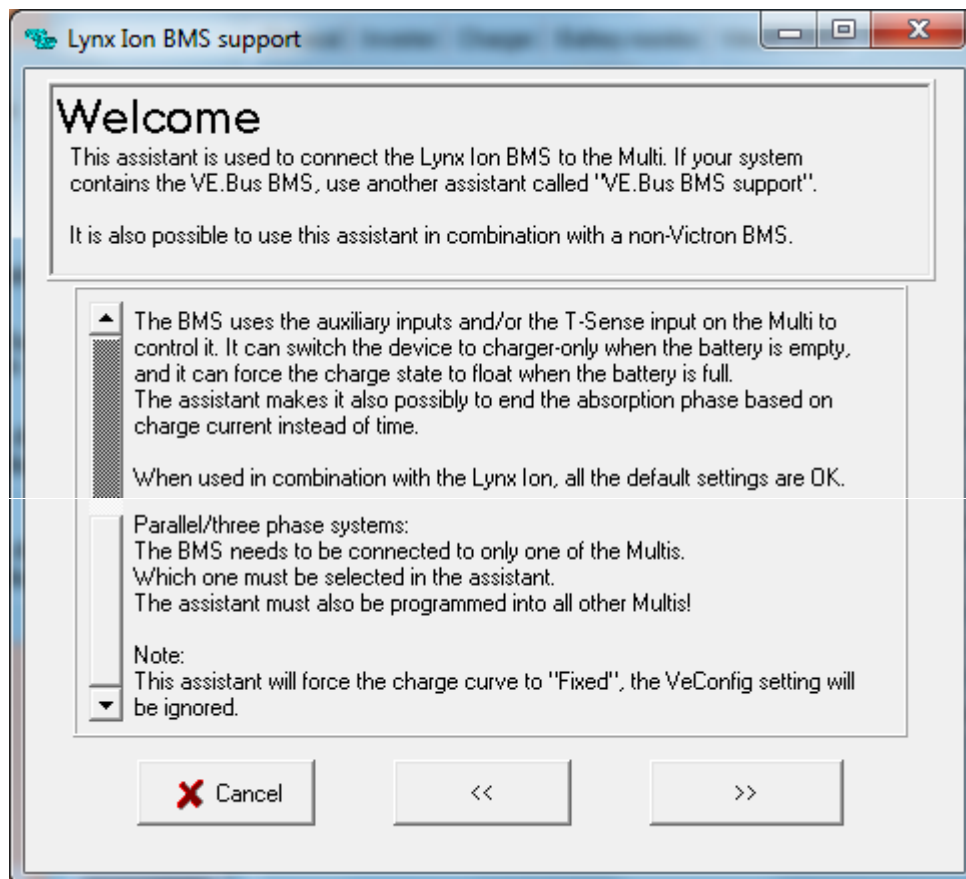 Lynx Ion BMS support
Welcome
This assistant is used to connect the Lynx Ion BMS to the Multi. If your system
contains the VE.Bus BMS, use another assistant called "VE.Bus BMS support".
It is also possible to use this assistant in combination with a non-Victron BMS.
The BMS uses the auxiliary inputs and/or the T-Sense input on the Multi to
control it. It can switch the device to charger-only when the battery is empty,
and it can force the charge state to float when the battery is full.
The assistant makes it also possibly to end the absorption phase based on
charge current instead of time.
When used in combination with the Lynx Ion, all the default settings are OK.
Parallel/three phase systems:
The BMS needs to be connected to only one of the Multis.
Which one must be selected in the assistant.
The assistant must also be programmed into all other Multis!
Note:
This assistant will force the charge curve to "Fixed", the VeConfig setting will
be ignored.
Cancel << >>